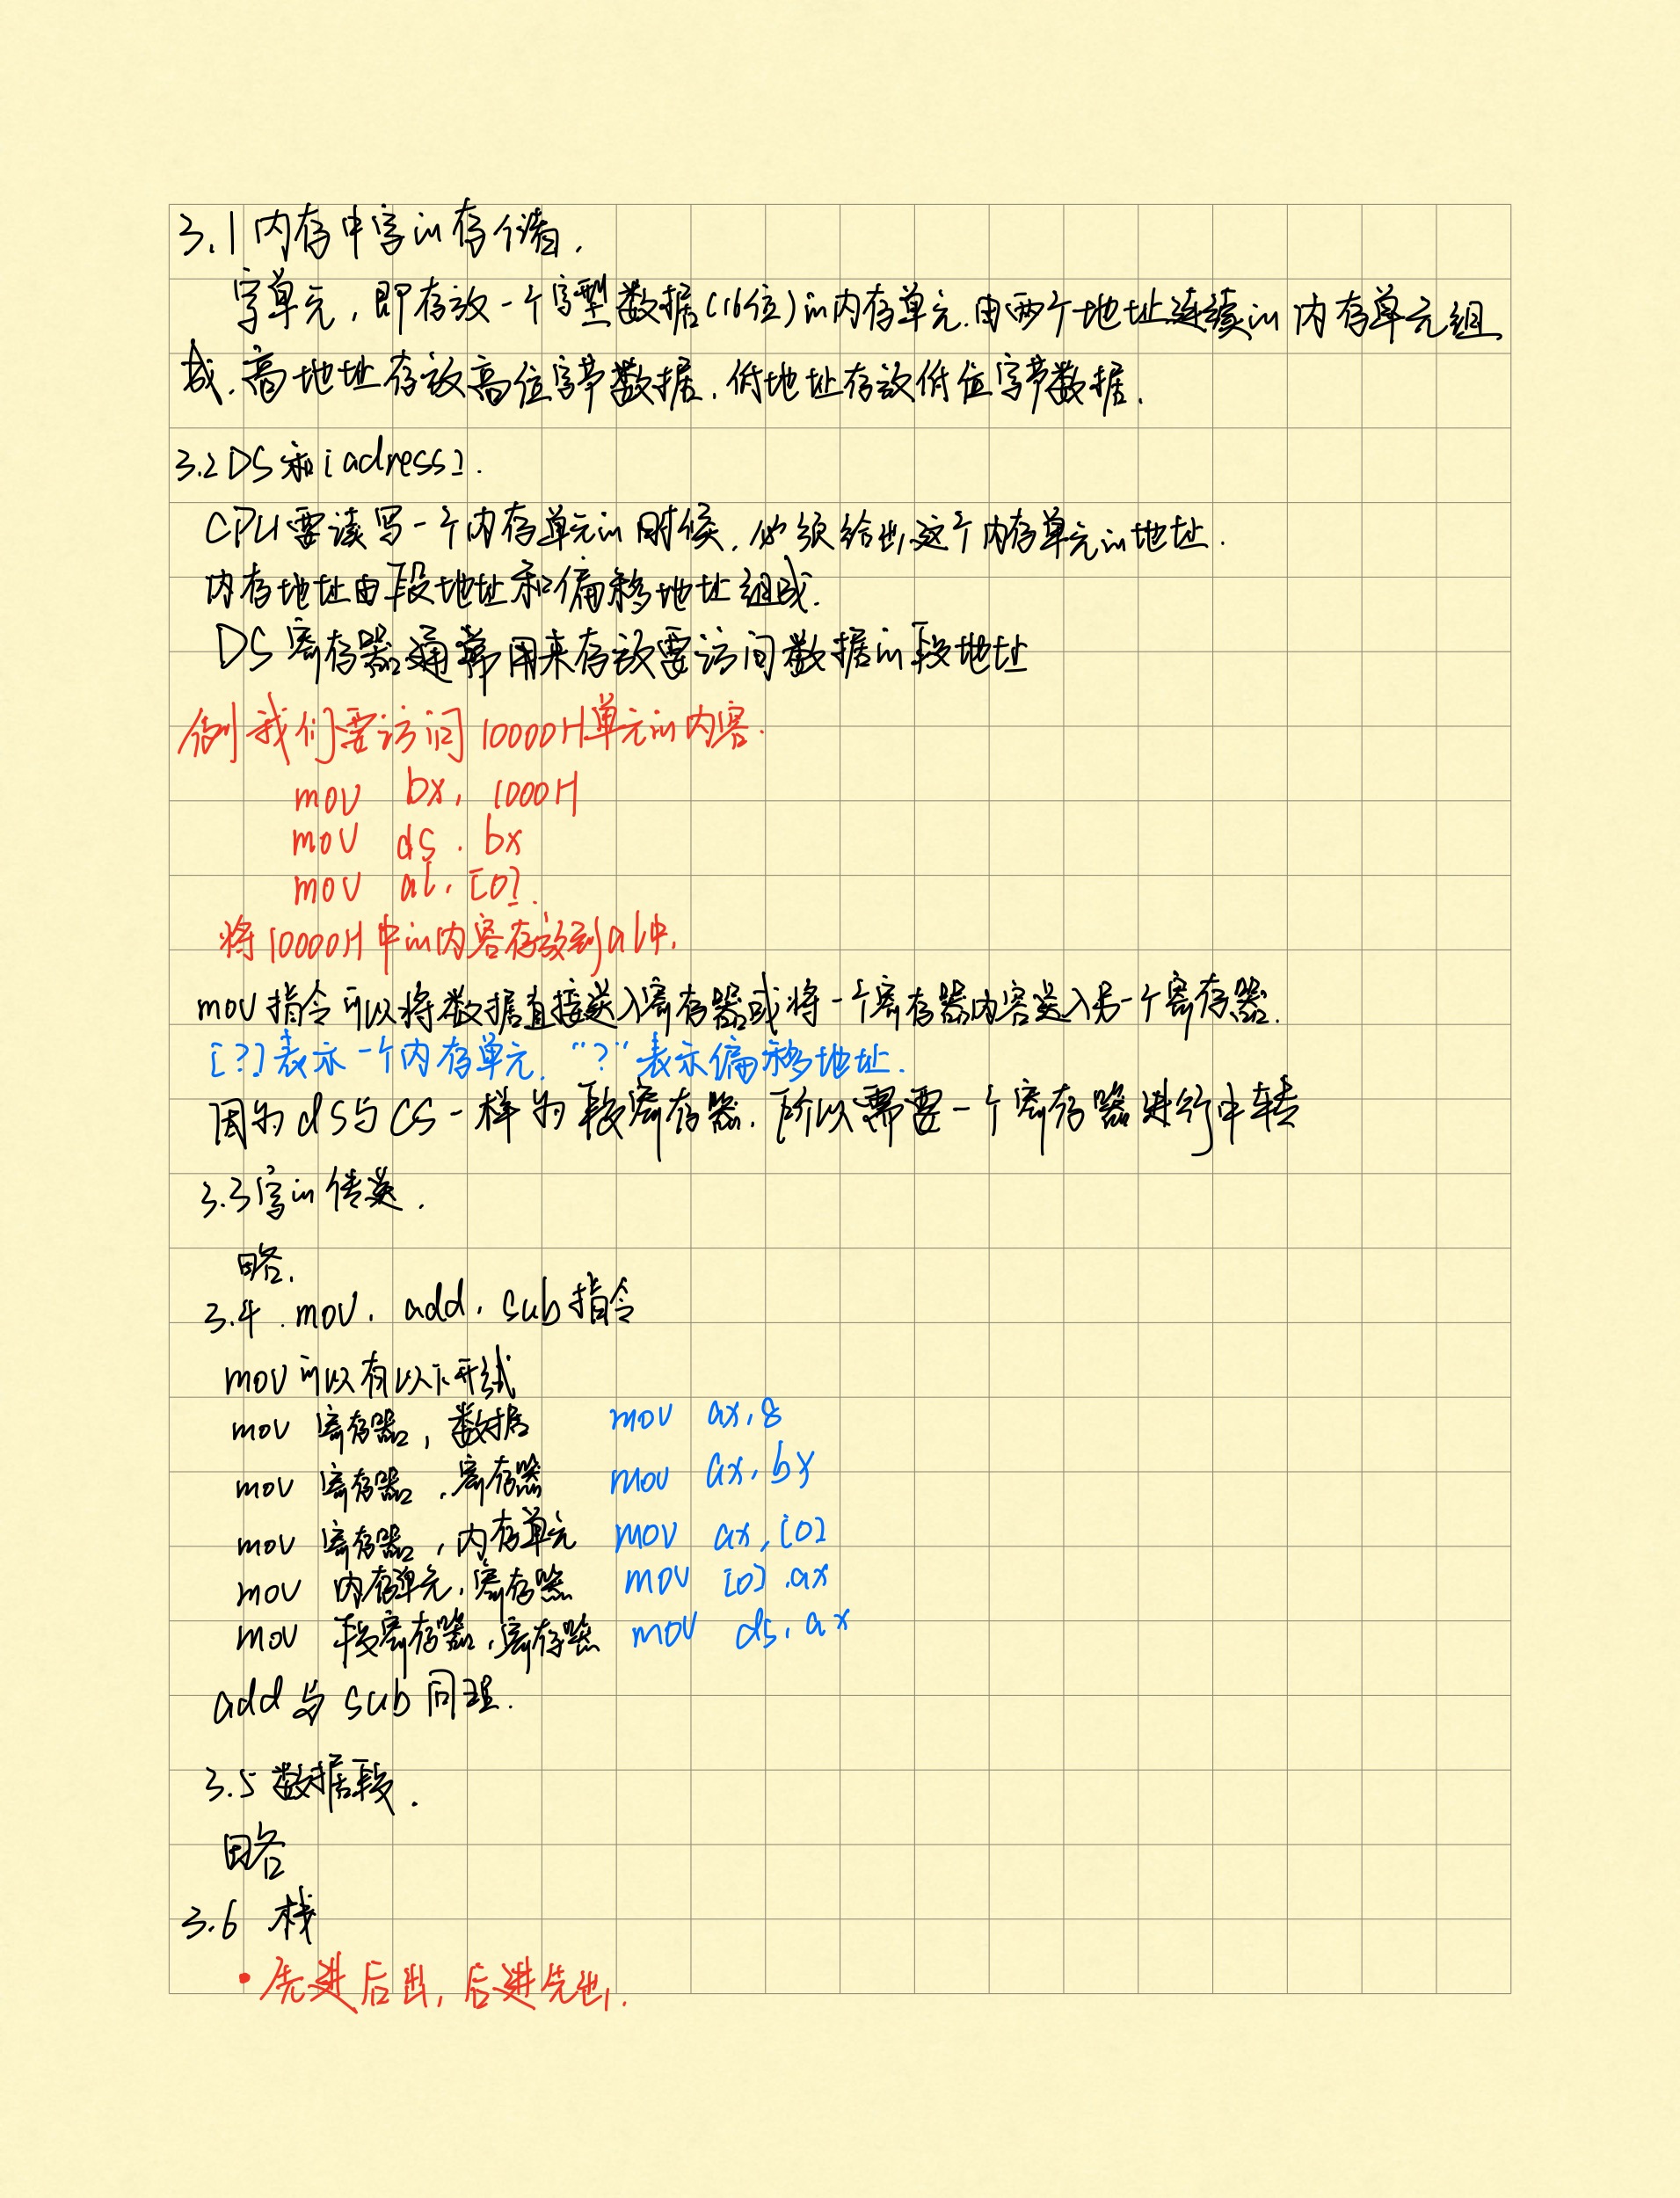 3.1 内存中字的存储.
字单元,即存放一个字型数据(16位)的内存单元.由两个地址连续的内存单元组
成.高地址存放高位字节数据.低地址存放低位字节数据.
3.2 DS和[adress].
CPU要读写一个内存单元的时候.必须给出这个内存单元的地址.
内存地址由段地址和偏移地址组成.
DS寄存器通常用来存放要访问数据的段地址
例 我们要访问10000H单元的内容.
mov bx, 1000H
mov ds. bx
mov al, [0].
将10000H中的内容存放到al中.
mov指令可以将数据直接送入寄存器或将一个寄存器内容送入另一个寄存器.
[?]表示一个内存单元. "?"表示偏移地址.
因为ds与CS一样为段寄存器.所以需要一个寄存器进行中转
3.3字的传送.
略.
3.4. mov. add. sub指令
mov可以有以下形式
mov 寄存器, 数据 mov ax, 8
mov 寄存器, 寄存器 mov ax, bx
mov 寄存器, 内存单元 mov ax, [0]
mov 内存单元, 寄存器 mov [0], ax
mov 段寄存器, 寄存器 mov ds, ax
add与sub同理.
3.5 数据段.
略
3.6 栈
• 先进后出, 后进先出.